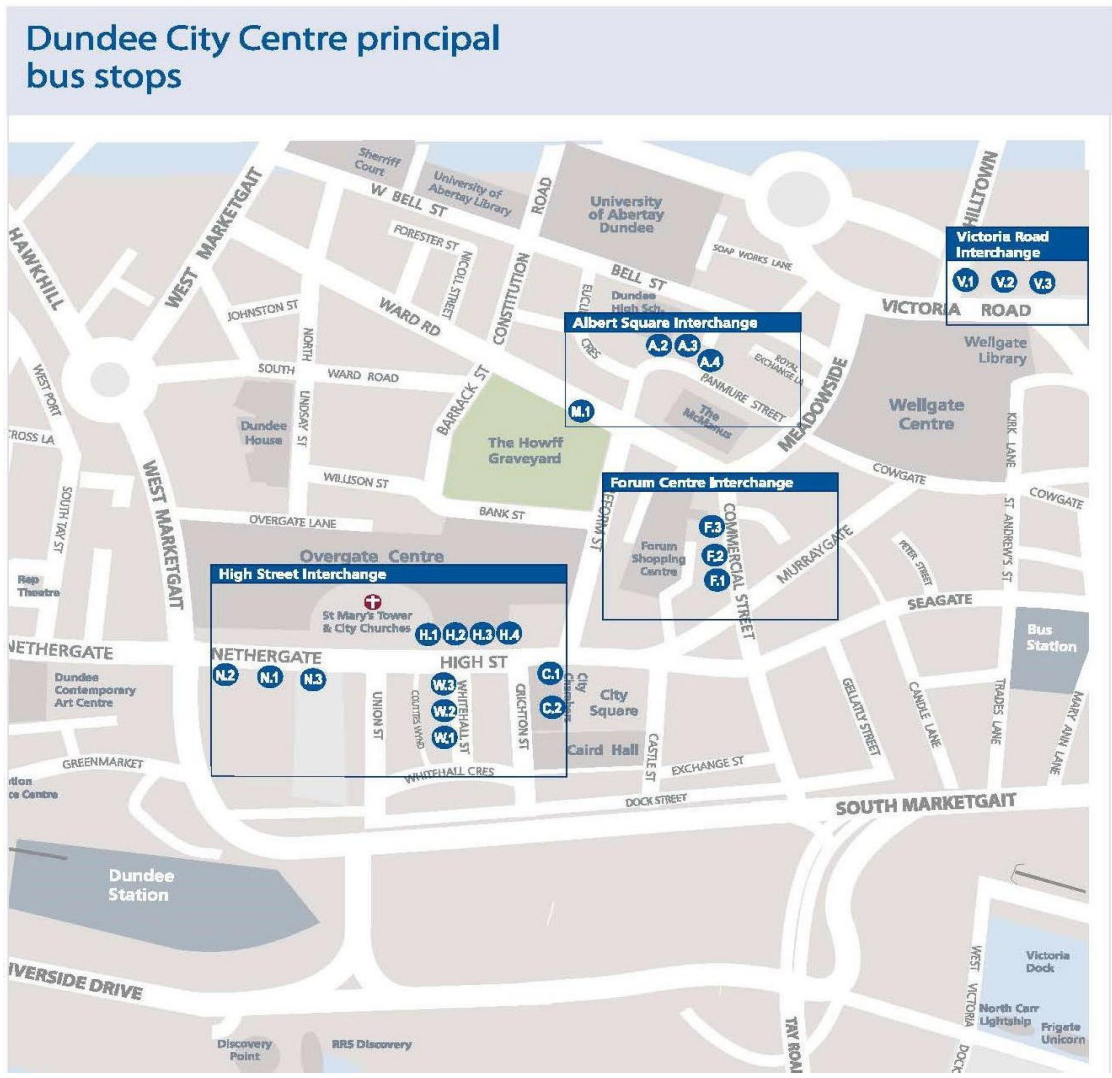 Dundee City Centre principal
bus stops
Sherriff
Court
University of
Abertay Library
W BELL ST
ROAD
University
of Abertay
Dundee
HILLTOWN
HAWKHILL
WEST MARKETGAIT
FORESTER ST
NICOLL STREET
CONSTITUTION
SOAP WORKS LANE
BELL ST
Victoria Road
Interchange
V.1
V.2
V.3
VICTORIA ROAD
JOHNSTON ST
WARD RD
Dundee
High Sch.
Albert Square Interchange
A.2
A.3
A.4
CRES
ROYAL
EXCHANGE LA
PANMURE STREET
The
McManus
M.1
MEADOWSIDE
Wellgate
Library
Wellgate
Centre
WEST PORT
SOUTH WARD ROAD
NORTH LINDSAY ST
BARRACK ST
Dundee
House
The Howff
Graveyard
KIRK LANE
COWGATE
COWGATE
SOUTH TAY ST
WEST MARKETGAIT
WILLISON ST
BANK ST
OVERGATE LANE
Forum Centre Interchange
F.3
F.2
F.1
Forum
Shopping
Centre
COMMERCIAL STREET
MURRAYGATE
PETER STREET
ST ANDREW'S ST
SEAGATE
Bus
Station
Overgate Centre
High Street Interchange
St Mary's Tower
& City Churches
H.1
H.2
H.3
H.4
Rep
Theatre
NETHERGATE
HIGH ST
N.2
N.1
N.3
W.3
W.2
W.1
C.1
C.2
City
Chambers
City
Square
Caird Hall
Dundee
Contemporary
Art Centre
UNION ST
COUTTIES WYND
WHITEHALL ST
CRICHTON ST
CASTLE ST
GELLATLY STREET
CANDLE LANE
TRADES LANE
MARY ANN LANE
GREENMARKET
WHITEHALL CRES
EXCHANGE ST
DOCK STREET
SOUTH MARKETGAIT
Dundee
Station
Victoria
Dock
WEST VICTORIA DOCK
North Carr
Lightship
Frigate
Unicorn
Discovery
Point
RRS Discovery